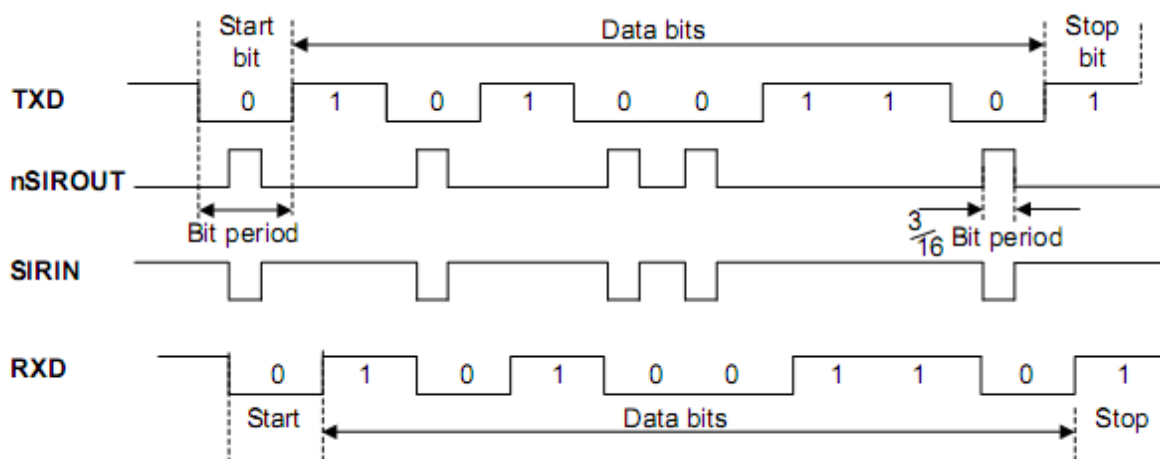 Start
bit
Data bits
Stop
bit
TXD
0 1 0 1 0 0 1 1 0 1
nSIROUT
Bit period
3/16 Bit period
SIRIN
RXD
0 1 0 1 0 0 1 1 0 1
Start
Data bits
Stop